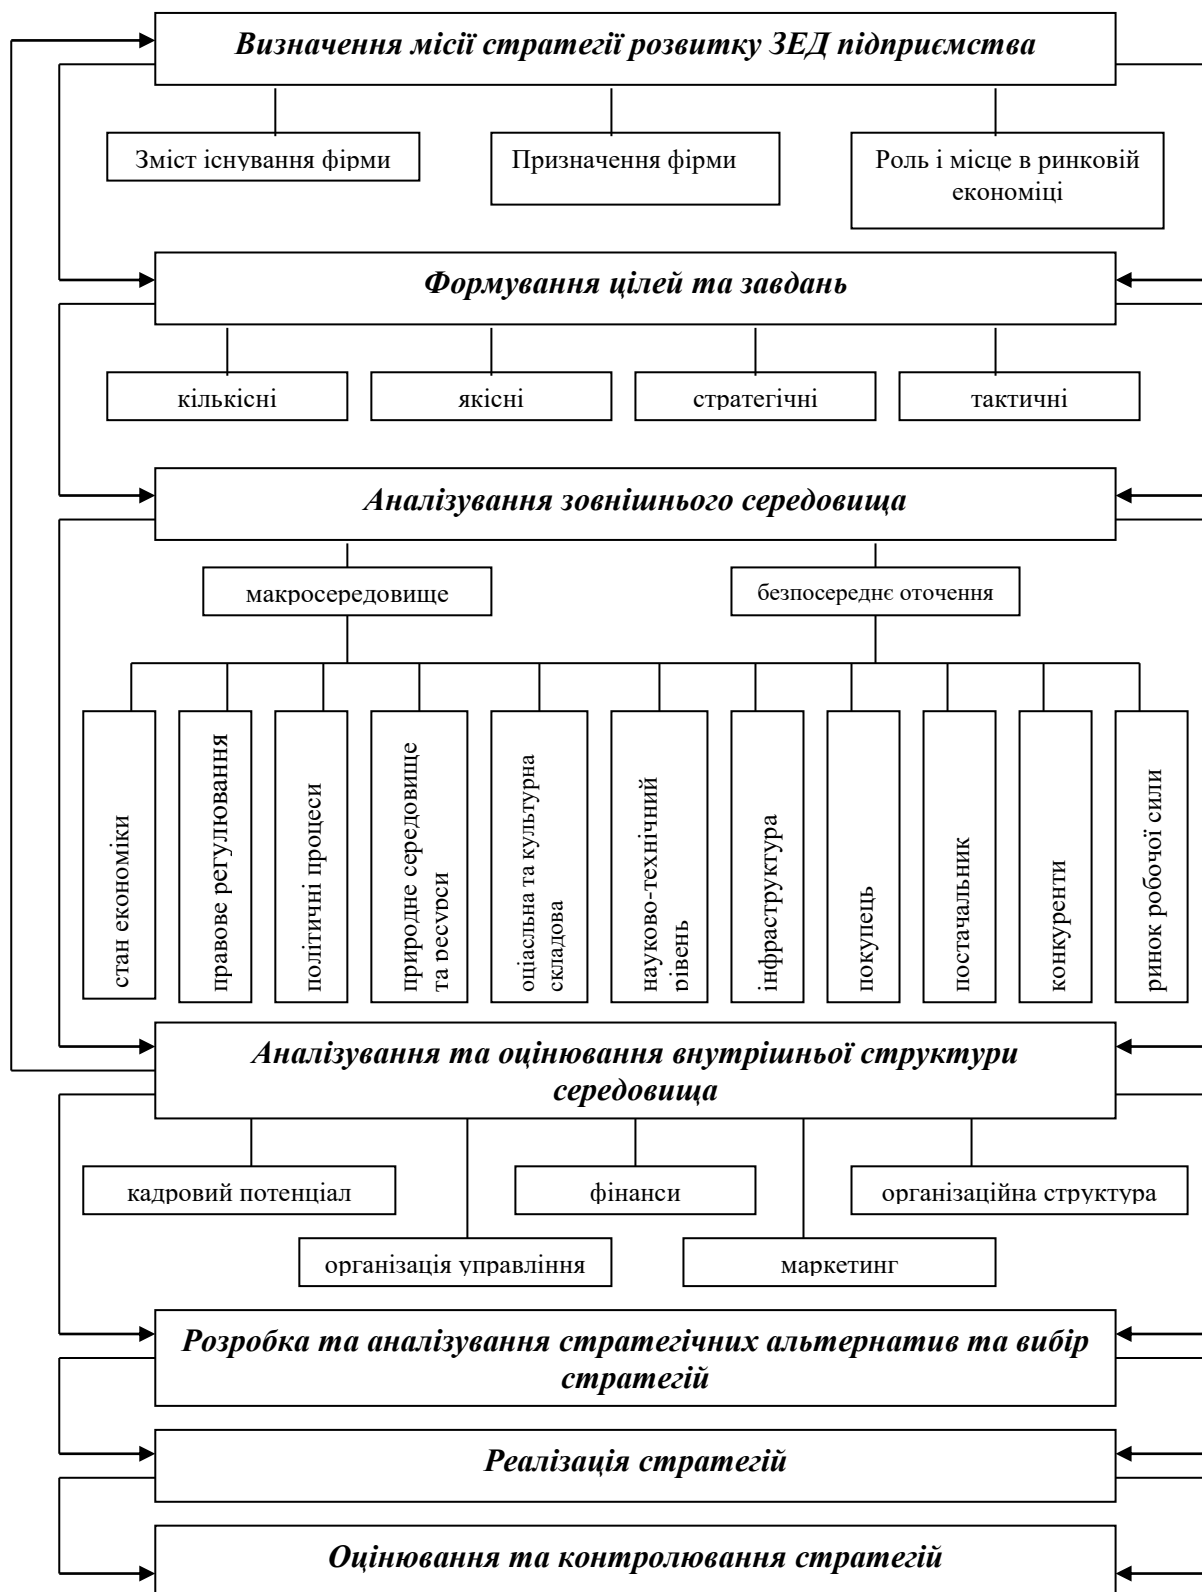 Визначення місії стратегії розвитку ЗЕД підприємства
Зміст існування фірми
Призначення фірми
Роль і місце в ринковій
економіці
Формування цілей та завдань
кількісні
якісні
стратегічні
тактичні
Аналізування зовнішнього середовища
макросередовище
безпосереднє оточення
стан економіки
правове регулювання
політичні процеси
природне середовище
та ресурси
оціасльна та культурна
складова
науково-технічний
рівень
інфраструктура
покупець
постачальник
конкуренти
ринок робочої сили
Аналізування та оцінювання внутрішньої структури
середовища
кадровий потенціал
фінанси
організаційна структура
організація управління
маркетинг
Розробка та аналізування стратегічних альтернатив та вибір
стратегій
Реалізація стратегій
Оцінювання та контролювання стратегій